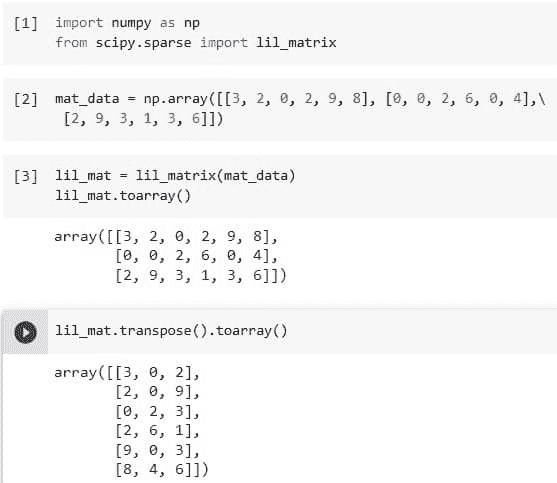 [1] import numpy as np
from scipy.sparse import lil_matrix
[2] mat_data = np.array([[3, 2, 0, 2, 9, 8], [0, 0, 2, 6, 0, 4],\
[2, 9, 3, 1, 3, 6]])
[3] lil_mat = lil_matrix(mat_data)
lil_mat.toarray()
array([[3, 2, 0, 2, 9, 8],
[0, 0, 2, 6, 0, 4],
[2, 9, 3, 1, 3, 6]])
lil_mat.transpose().toarray()
array([[3, 0, 2],
[2, 0, 9],
[0, 2, 3],
[2, 6, 1],
[9, 0, 3],
[8, 4, 6]])